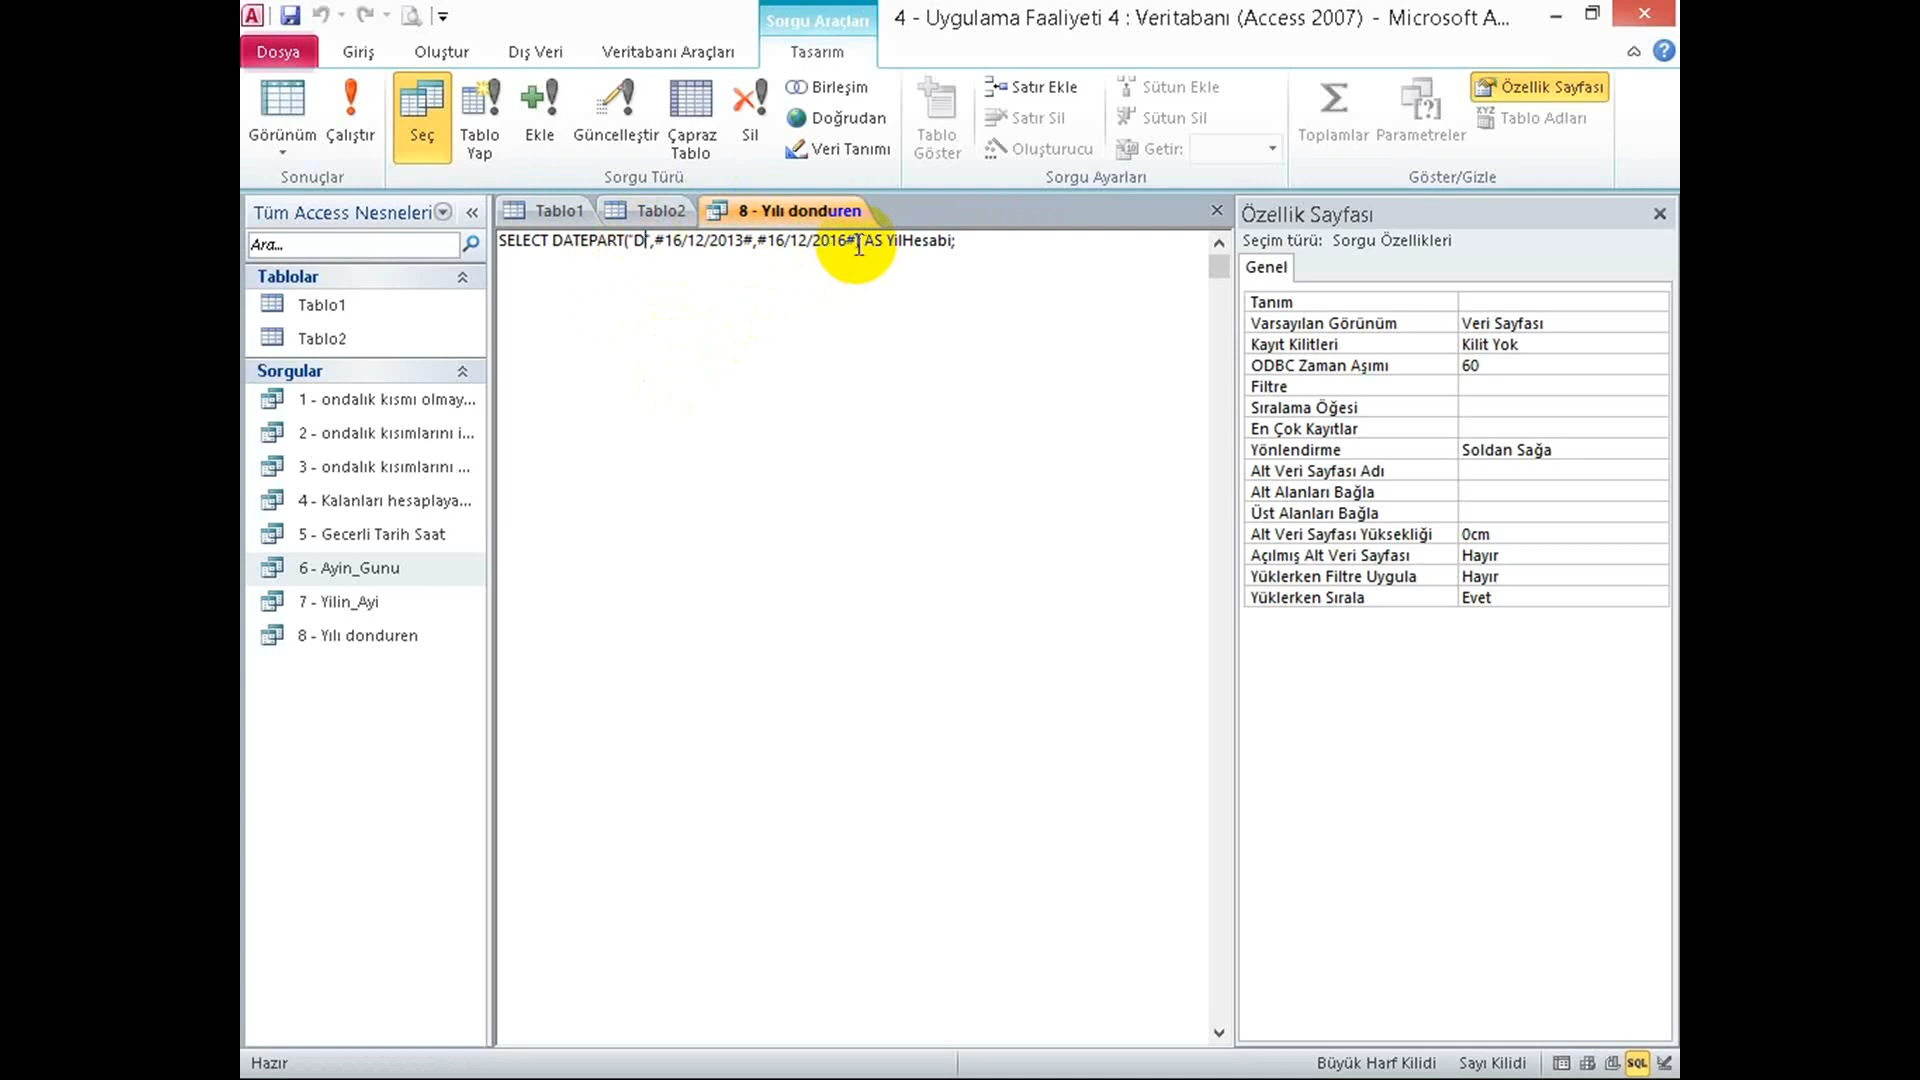 Sorgu Araçları
4 - Uygulama Faaliyeti 4 : Veritabanı (Access 2007) - Microsoft A...
Dosya
Giriş
Oluştur
Dış Veri
Veritabanı Araçları
Tasarım
Görünüm
Çalıştır
Seç
Tablo Yap
Ekle
Güncelleştir
Çapraz Tablo
Sil
Birleşim
Doğrudan
Veri Tanımı
Tablo Göster
Satır Ekle
Satır Sil
Oluşturucu
Sütun Ekle
Sütun Sil
Getir:
Toplamlar
Parametreler
Özellik Sayfası
Tablo Adları
Sonuçlar
Sorgu Türü
Sorgu Ayarları
Göster/Gizle
Tüm Access Nesneleri
Ara...
Tablolar
Tablo1
Tablo2
Sorgular
1 - ondalık kısmı olmay...
2 - ondalık kısımlarını i...
3 - ondalık kısımlarını ...
4 - Kalanları hesaplaya...
5 - Gecerli Tarih Saat
6 - Ayin_Gunu
7 - Yilin_Ayi
8 - Yılı donduren
Tablo1
Tablo2
8 - Yılı donduren
SELECT DATEPART("D",#16/12/2013#,#16/12/2016#) AS YilHesabi;
Özellik Sayfası
Seçim türü: Sorgu Özellikleri
Genel
Tanım
Varsayılan Görünüm Veri Sayfası
Kayıt Kilitleri Kilit Yok
ODBC Zaman Aşımı 60
Filtre
Sıralama Öğesi
En Çok Kayıtlar
Yönlendirme Soldan Sağa
Alt Veri Sayfası Adı
Alt Alanları Bağla
Üst Alanları Bağla
Alt Veri Sayfası Yüksekliği 0cm
Açılmış Alt Veri Sayfası Hayır
Yüklerken Filtre Uygula Hayır
Yüklerken Sırala Evet
Hazır
Büyük Harf Kilidi
Sayı Kilidi
SQL